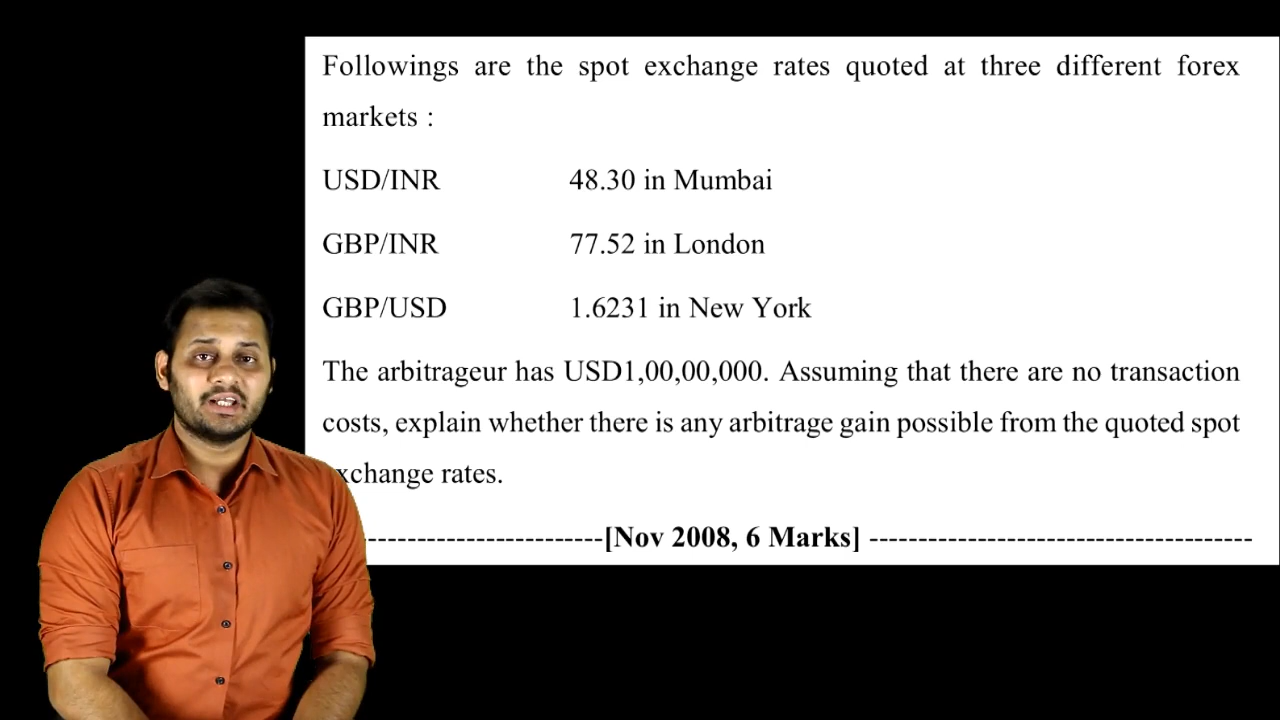 Followings are the spot exchange rates quoted at three different forex
markets :
USD/INR 48.30 in Mumbai
GBP/INR 77.52 in London
GBP/USD 1.6231 in New York
The arbitrageur has USD1,00,00,000. Assuming that there are no transaction
costs, explain whether there is any arbitrage gain possible from the quoted spot
xchange rates.
------------------------[Nov 2008, 6 Marks] --------------------------------------